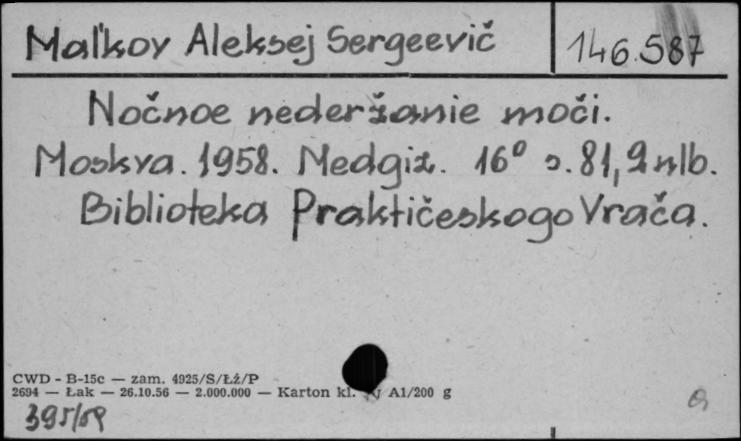 Mal'kov Aleksej Sergeevič
146.587
Nočnoe nederžanie moči.
Moskva. 1958. Medgiz. 16° s. 81, 2 nlb.
Biblioteka Praktičeskogo Vrača.
CWD - B-15c — zam. 4925/S/Łż/P
2694 — Łak — 26.10.56 — 2.000.000 — Karton kl. A1/200 g
395/59